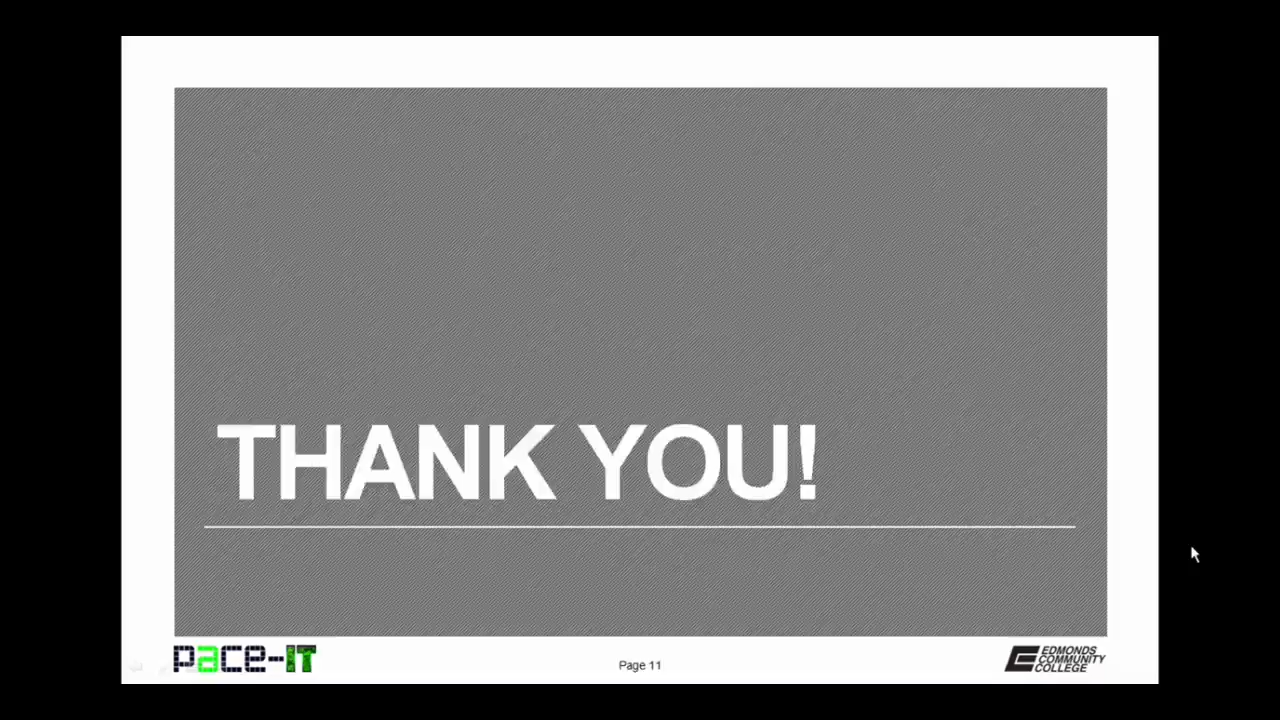 THANK YOU!
pace-IT
Page 11
EDMONDS
COMMUNITY
COLLEGE